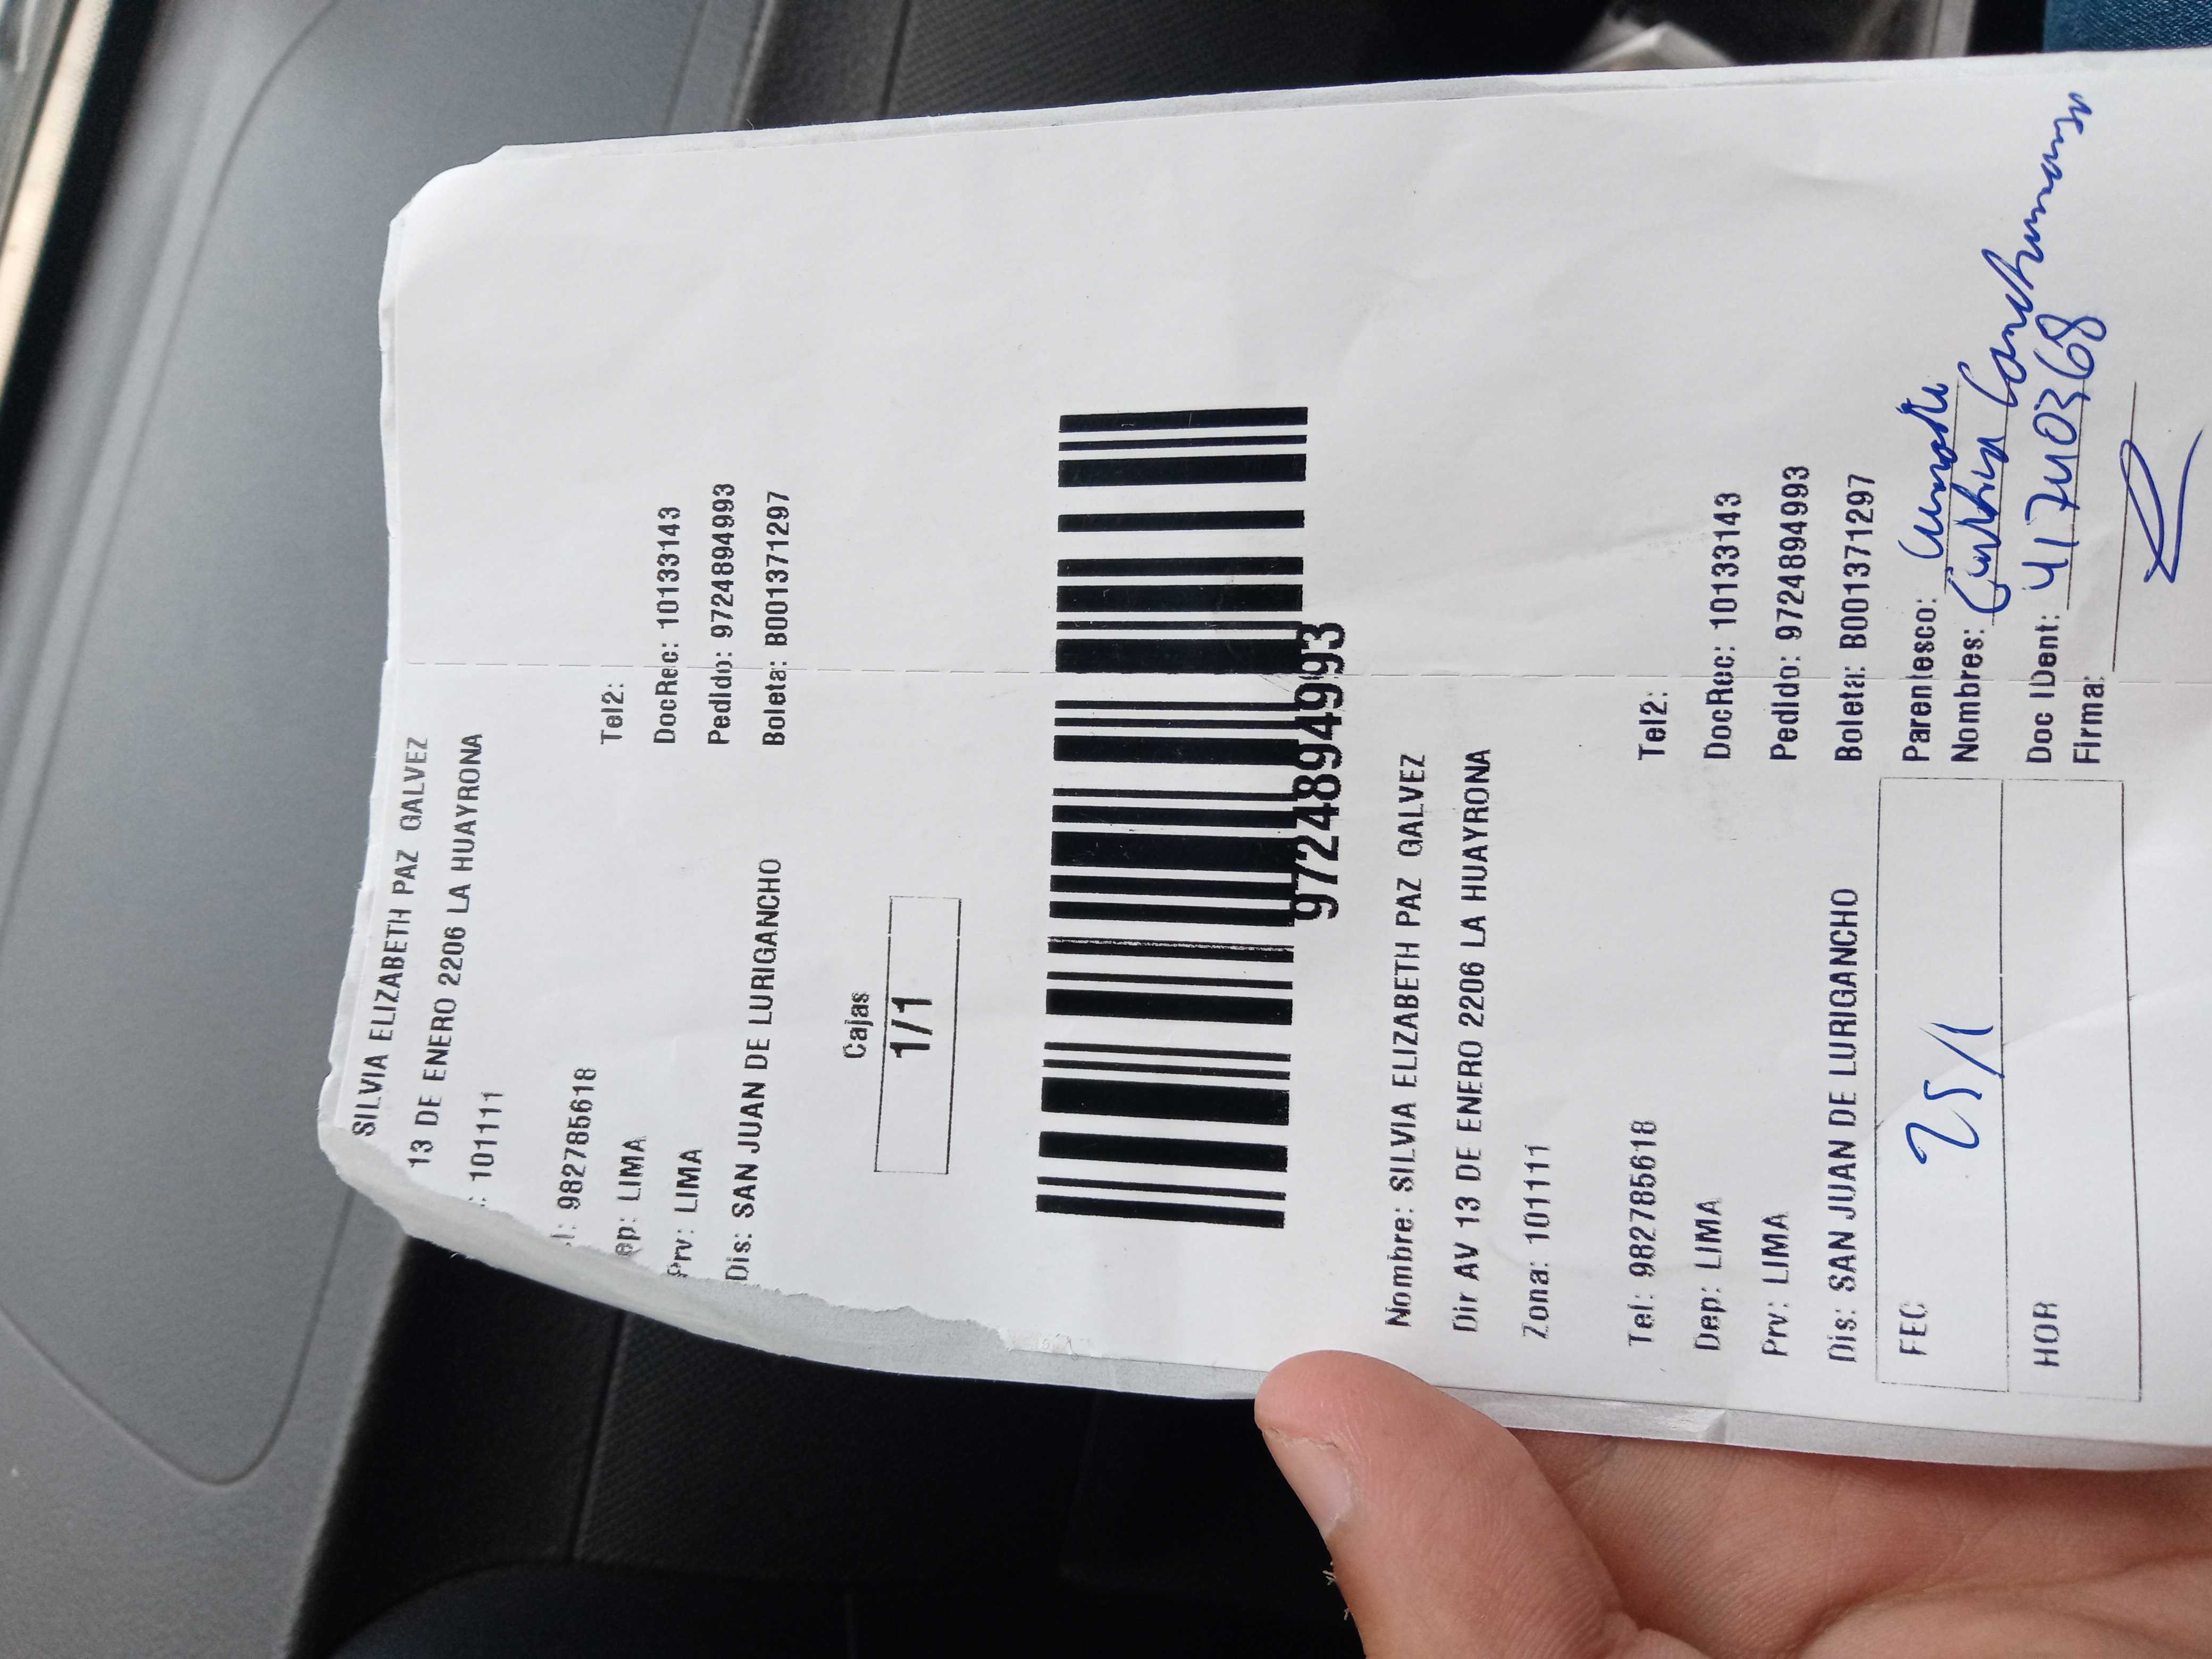 SILVIA ELIZABETH PAZ GALVEZ
13 DE ENERO 2206 LA HUAYRONA
: 101111
l: 982785618
Tel2:
ep: LIMA
DocRec: 10133143
Prv: LIMA
Pedido: 9724894993
Dis: SAN JUAN DE LURIGANCHO
Boleta: B001371297
Cajas
1/1
9724894993
Nombre: SILVIA ELIZABETH PAZ GALVEZ
Dir AV 13 DE ENERO 2206 LA HUAYRONA
Zona: 101111
Tel: 982785618
Tel2:
Dep: LIMA
DocRec: 10133143
Prv: LIMA
Pedido: 9724894993
Dis: SAN JUAN DE LURIGANCHO
Boleta: B001371297
FEC 25/1
Parentesco:
Nombres:
HOR
Doc IDent: 41740368
Firma: